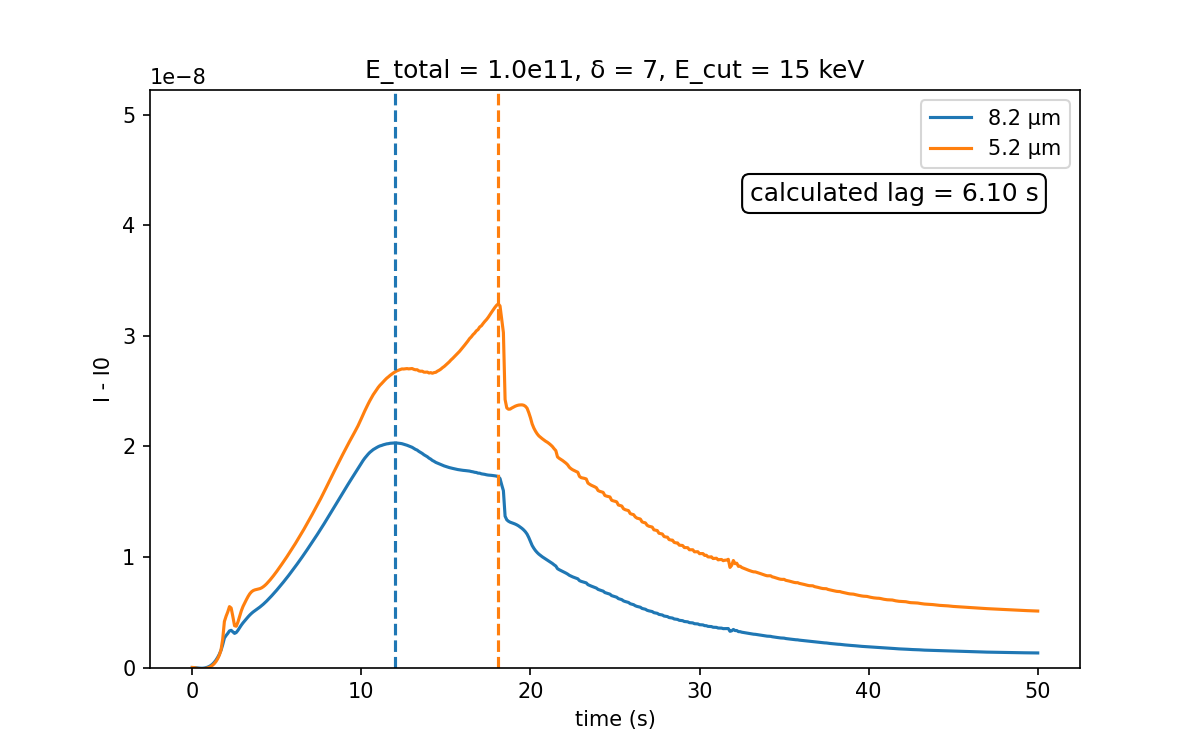 E_total = 1.0e11, δ = 7, E_cut = 15 keV
1e−8
8.2 μm
5.2 μm
calculated lag = 6.10 s
5
4
3
2
1
0
I - I0
0 10 20 30 40 50
time (s)